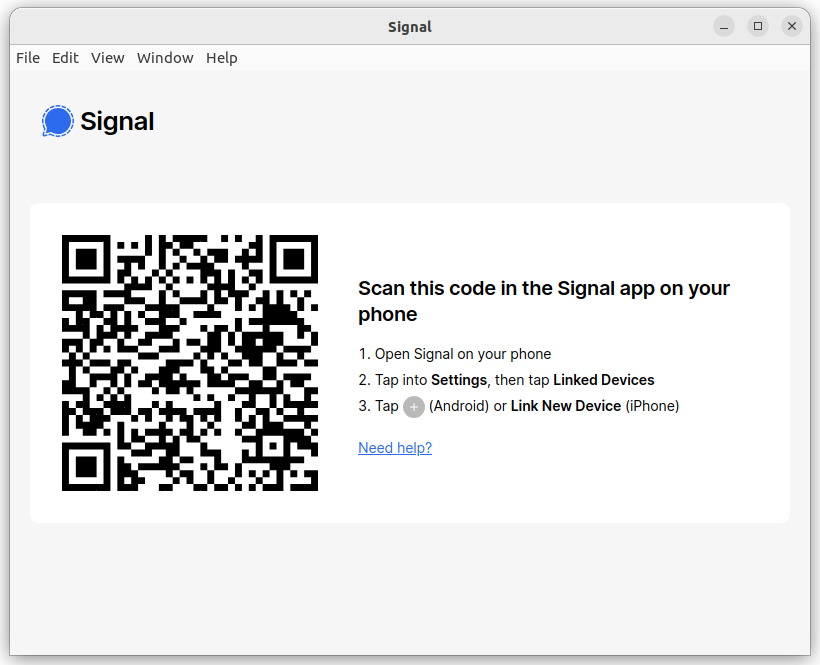 Signal
File Edit View Window Help
Signal
Scan this code in the Signal app on your
phone
1. Open Signal on your phone
2. Tap into Settings, then tap Linked Devices
3. Tap + (Android) or Link New Device (iPhone)
Need help?